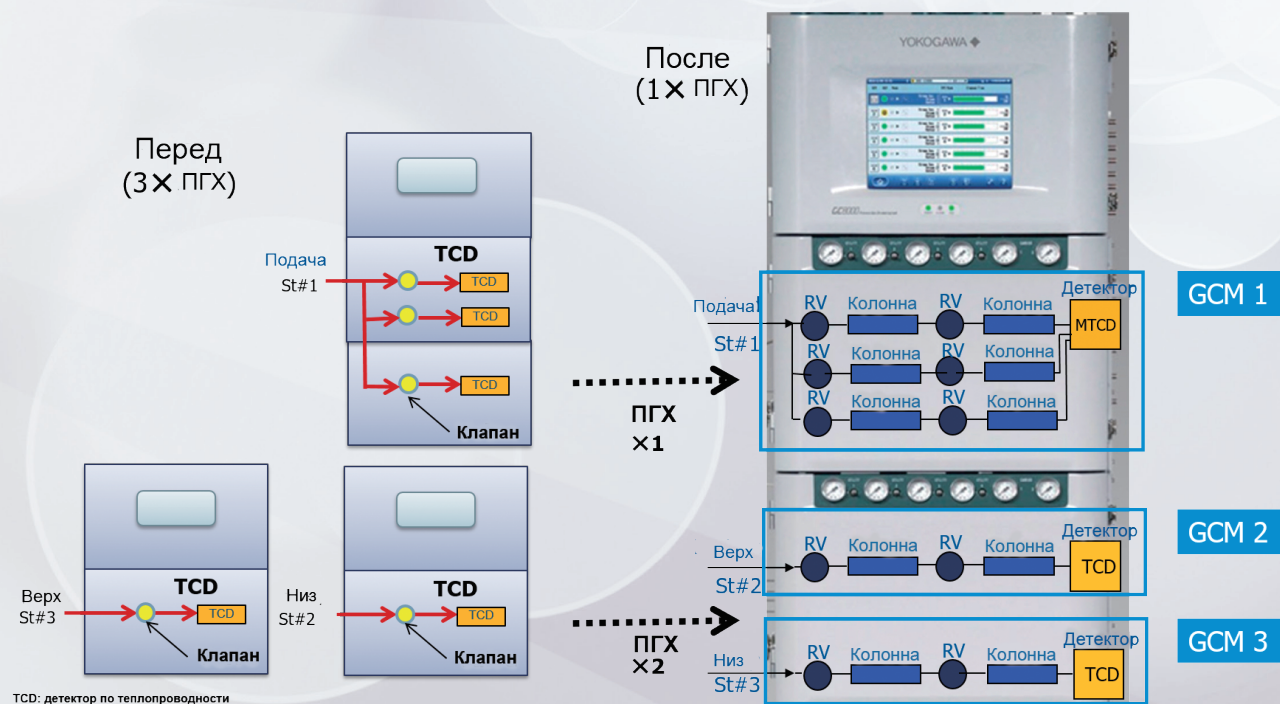 Перед
(3× ПГХ)
После
(1× ПГХ)
YOKOGAWA
TCD
Подача
St#1
TCD
TCD
TCD
Клапан
ПГХ
×1
TCD
Верх
St#3
TCD
Клапан
TCD
Низ
St#2
TCD
Клапан
ПГХ
×2
TCD: детектор по теплопроводности
Подача
St#1
RV
Колонна
RV
Колонна
Детектор
MTCD
RV
Колонна
RV
Колонна
RV
Колонна
RV
Колонна
GCM 1
Верх
St#2
RV
Колонна
RV
Колонна
Детектор
TCD
GCM 2
Низ
St#3
RV
Колонна
RV
Колонна
Детектор
TCD
GCM 3